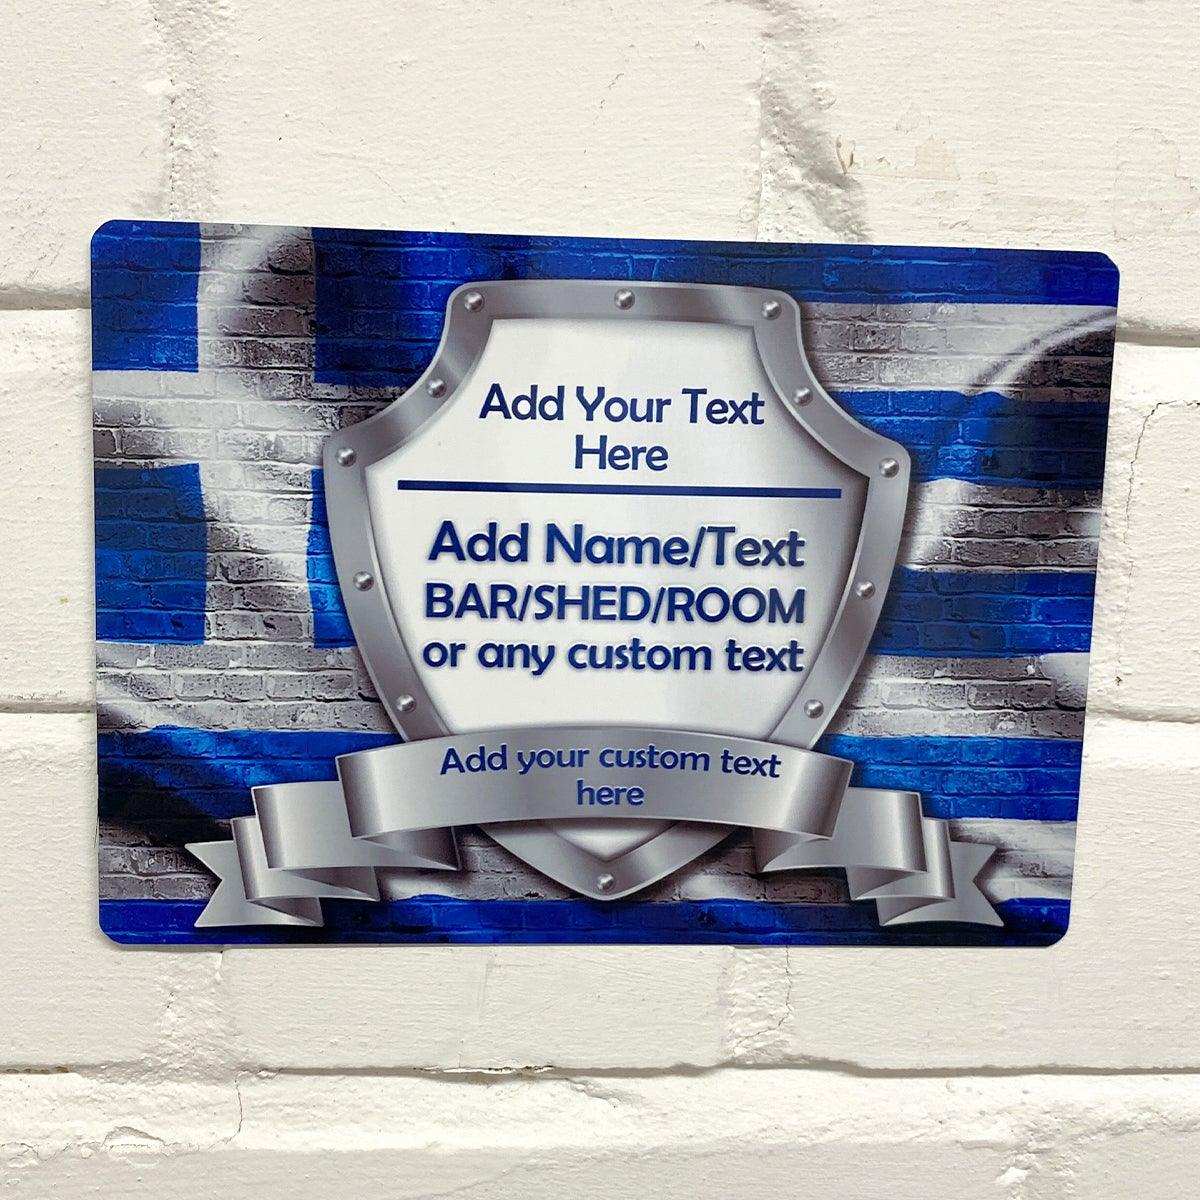 Add Your Text
Here
Add Name/Text
BAR/SHED/ROOM
or any custom text
Add your custom text
here